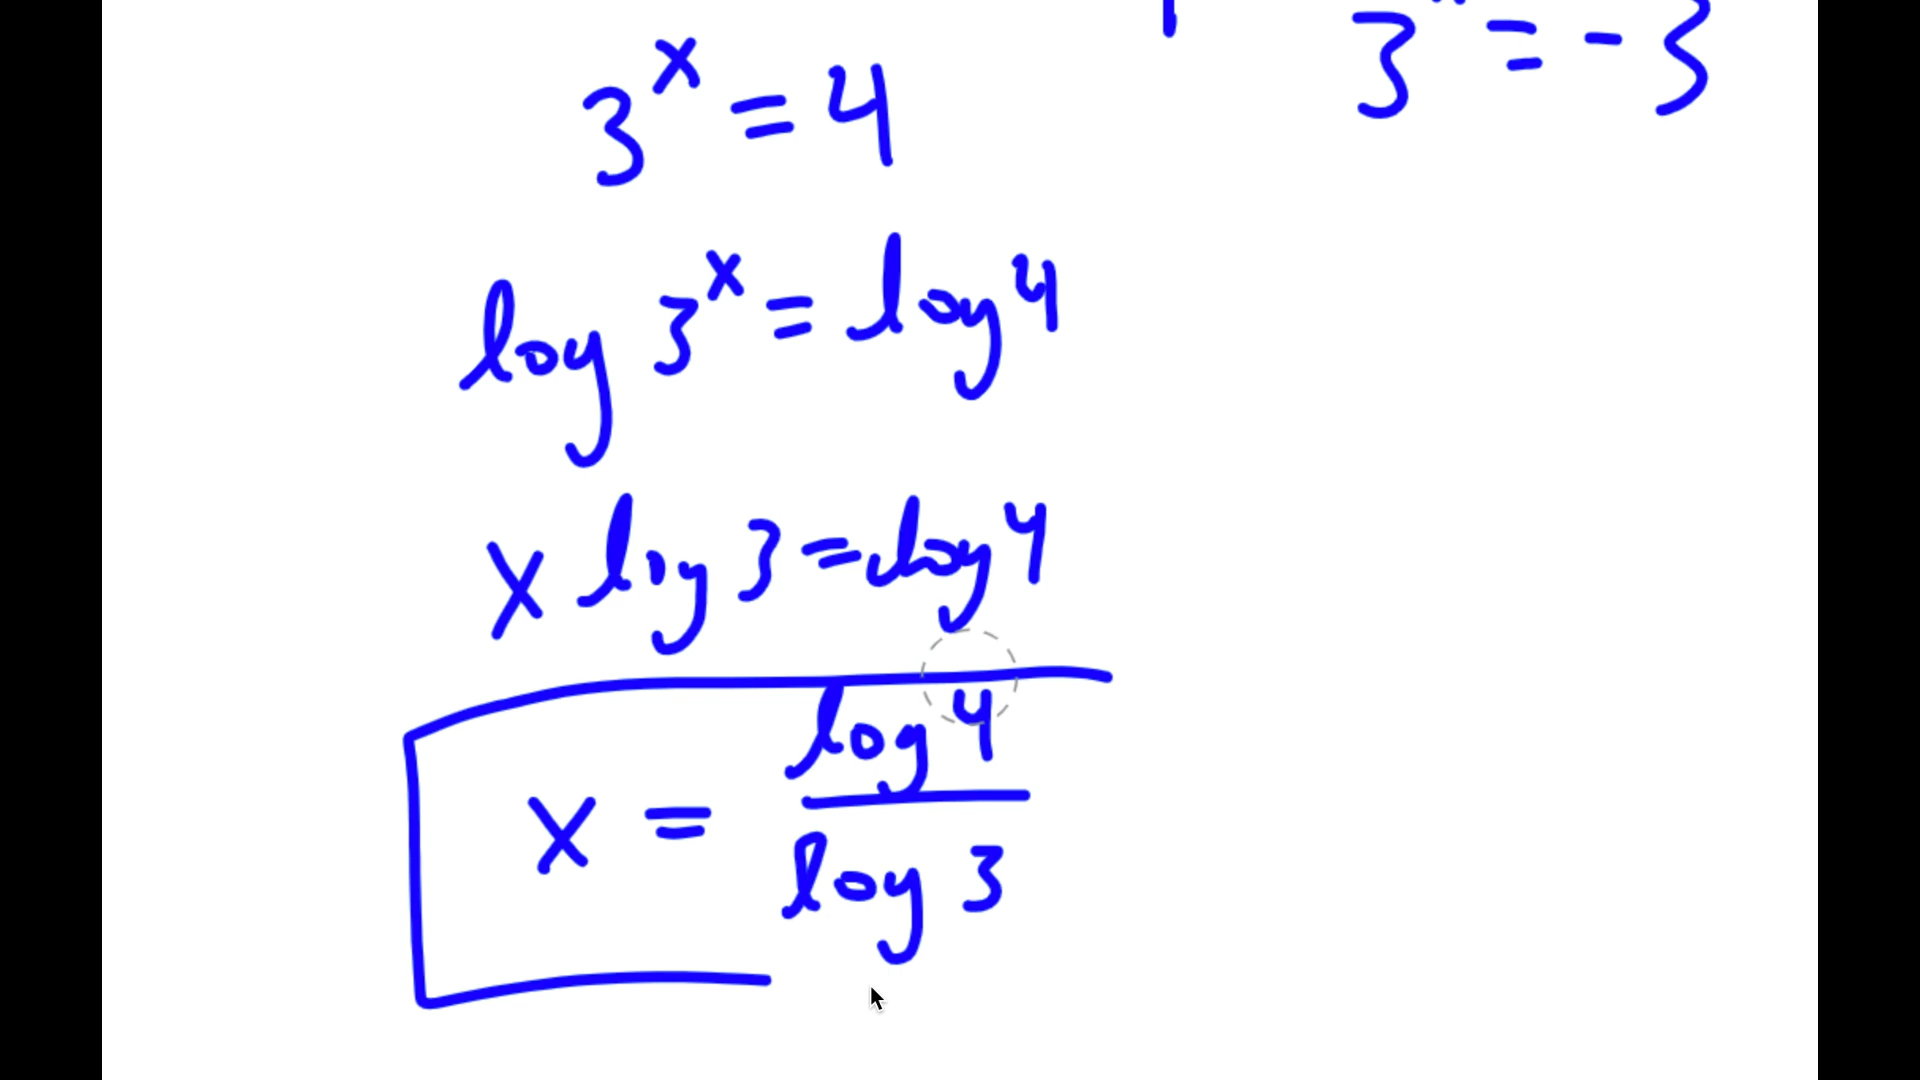 3^x = 4
3^x = -3
log 3^x = log 4
x log 3 = log 4
x = log 4 / log 3